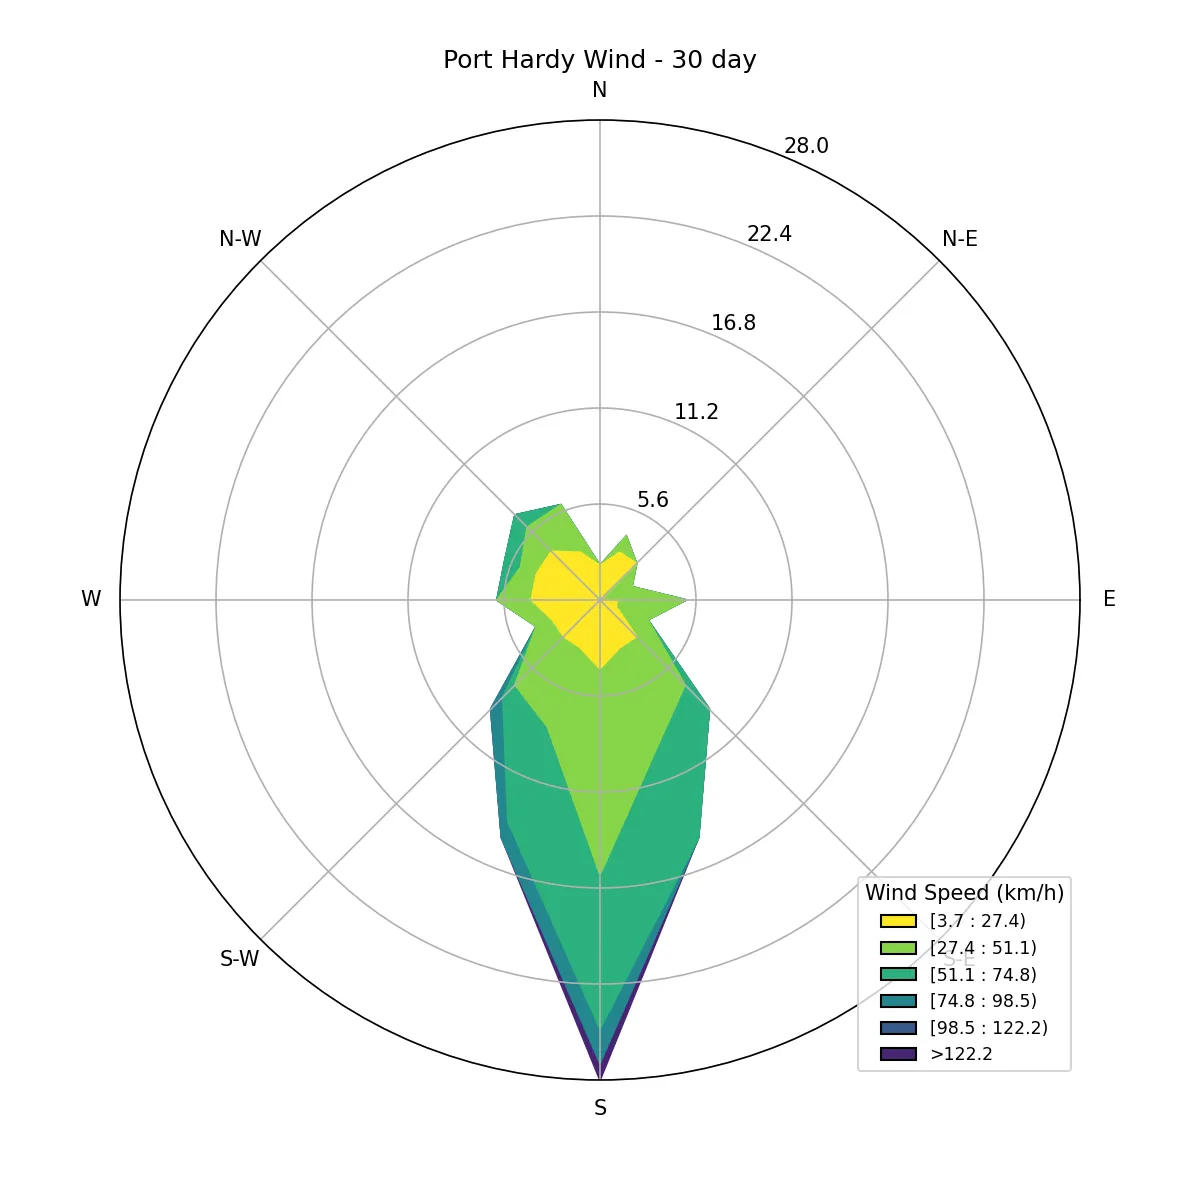 Port Hardy Wind - 30 day
N
28.0
N-W
N-E
22.4
16.8
11.2
5.6
W
E
Wind Speed (km/h)
[3.7 : 27.4)
[27.4 : 51.1)
S-W
S-E
[51.1 : 74.8)
[74.8 : 98.5)
[98.5 : 122.2)
>122.2
S